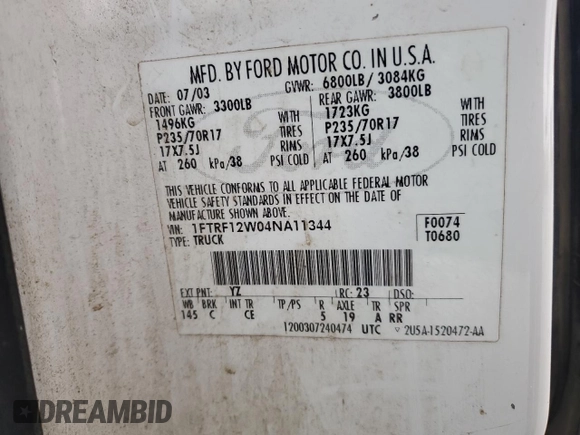 MFD. BY FORD MOTOR CO. IN U.S.A.
DATE: 07/03 GVWR: 6800LB/ 3084KG
FRONT GAWR: 3300LB REAR GAWR: 3800LB
1496KG WITH 1723KG WITH
P235/70R17 TIRES P235/70R17 TIRES
17X7.5J RIMS 17X7.5J RIMS
AT 260 kPa/38 PSI COLD AT 260 kPa/38 PSI COLD
Ford
THIS VEHICLE CONFORMS TO ALL APPLICABLE FEDERAL MOTOR
VEHICLE SAFETY STANDARDS IN EFFECT ON THE DATE OF
MANUFACTURE SHOWN ABOVE.
VIN: 1FTRF12W04NA11344 F0074
TYPE: TRUCK T0680
EXT PNT: YZ RC: 23 DSO:
WB BRK INT TR TP/PS R AXLE TR SPR
145 C CE 5 19 A RR
1200307240474 UTC 2U5A-1520472-AA
DREAMBID